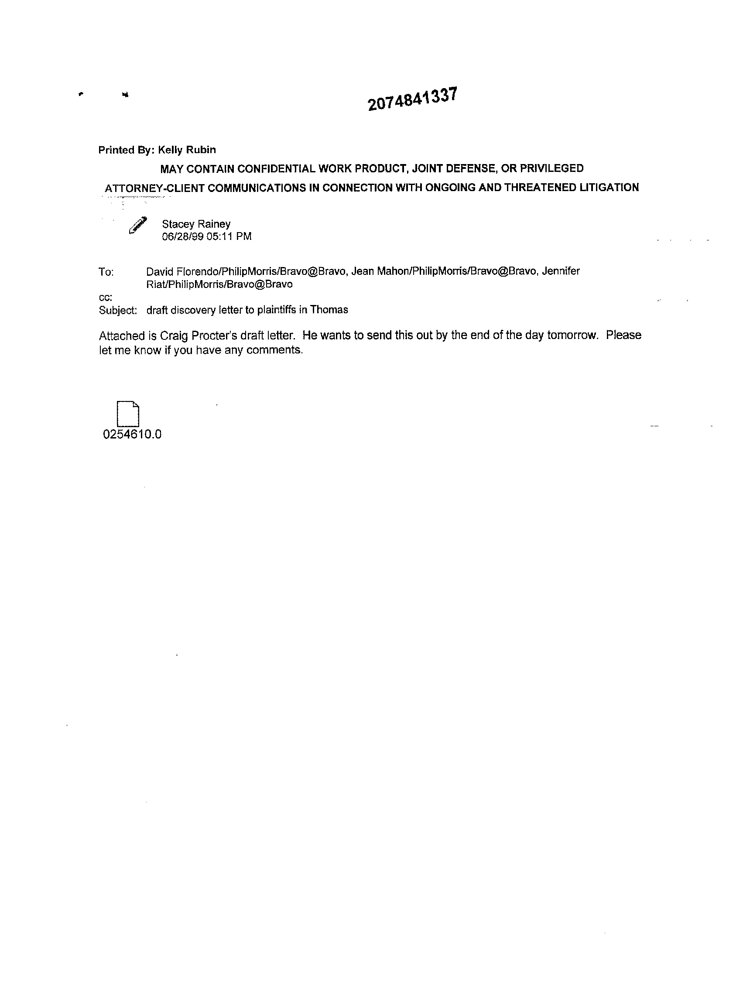 2074841337
Printed By: Kelly Rubin
MAY CONTAIN CONFIDENTIAL WORK PRODUCT, JOINT DEFENSE, OR PRIVILEGED
ATTORNEY-CLIENT COMMUNICATIONS IN CONNECTION WITH ONGOING AND THREATENED LITIGATION
Stacey Rainey
06/28/99 05:11 PM
To: David Florendo/PhilipMorris/Bravo@Bravo, Jean Mahon/PhilipMorris/Bravo@Bravo, Jennifer
Riat/PhilipMorris/Bravo@Bravo
cc:
Subject: draft discovery letter to plaintiffs in Thomas
Attached is Craig Procter's draft letter. He wants to send this out by the end of the day tomorrow. Please
let me know if you have any comments.
0254610.0